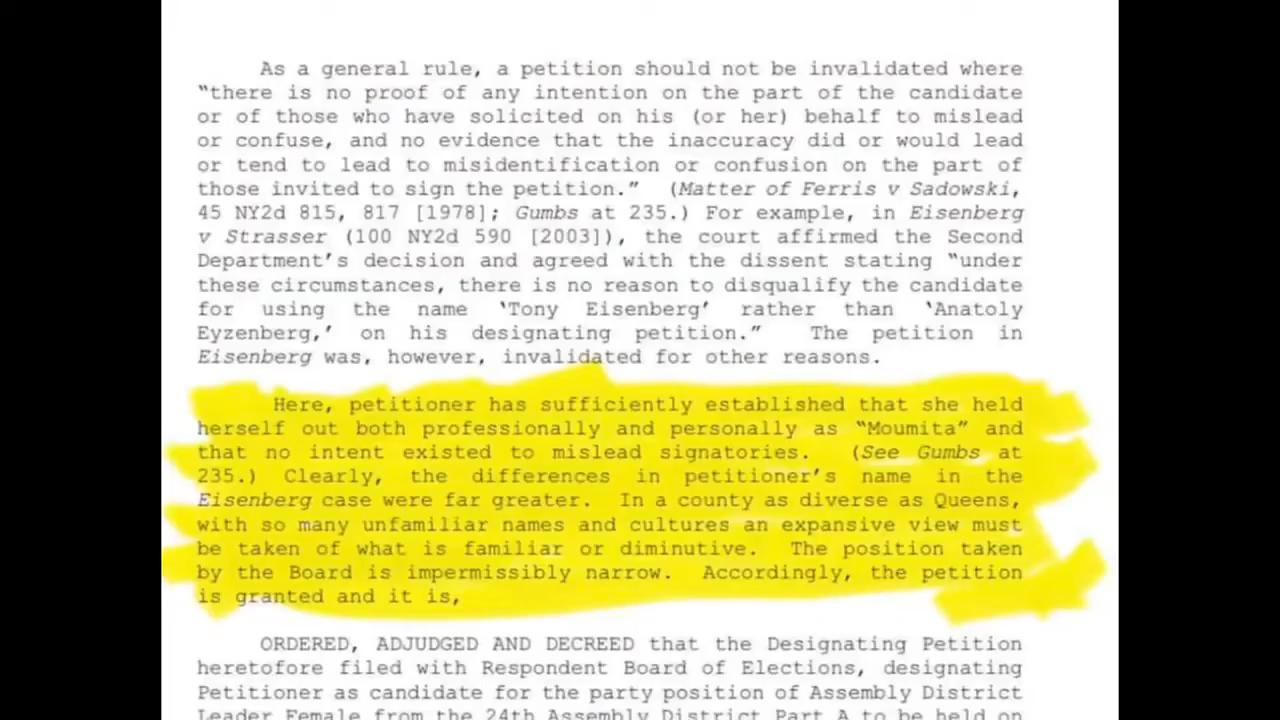 As a general rule, a petition should not be invalidated where
“there is no proof of any intention on the part of the candidate
or of those who have solicited on his (or her) behalf to mislead
or confuse, and no evidence that the inaccuracy did or would lead
or tend to lead to misidentification or confusion on the part of
those invited to sign the petition.” (Matter of Ferris v Sadowski,
45 NY2d 815, 817 [1978]; Gumbs at 235.) For example, in Eisenberg
v Strasser (100 NY2d 590 [2003]), the court affirmed the Second
Department’s decision and agreed with the dissent stating “under
these circumstances, there is no reason to disqualify the candidate
for using the name ‘Tony Eisenberg’ rather than ‘Anatoly
Eyzenberg,’ on his designating petition.” The petition in
Eisenberg was, however, invalidated for other reasons.
Here, petitioner has sufficiently established that she held
herself out both professionally and personally as “Moumita” and
that no intent existed to mislead signatories. (See Gumbs at
235.) Clearly, the differences in petitioner’s name in the
Eisenberg case were far greater. In a county as diverse as Queens,
with so many unfamiliar names and cultures an expansive view must
be taken of what is familiar or diminutive. The position taken
by the Board is impermissibly narrow. Accordingly, the petition
is granted and it is,
ORDERED, ADJUDGED AND DECREED that the Designating Petition
heretofore filed with Respondent Board of Elections, designating
Petitioner as candidate for the party position of Assembly District
Leader Female from the 24th Assembly District Part A to be held on